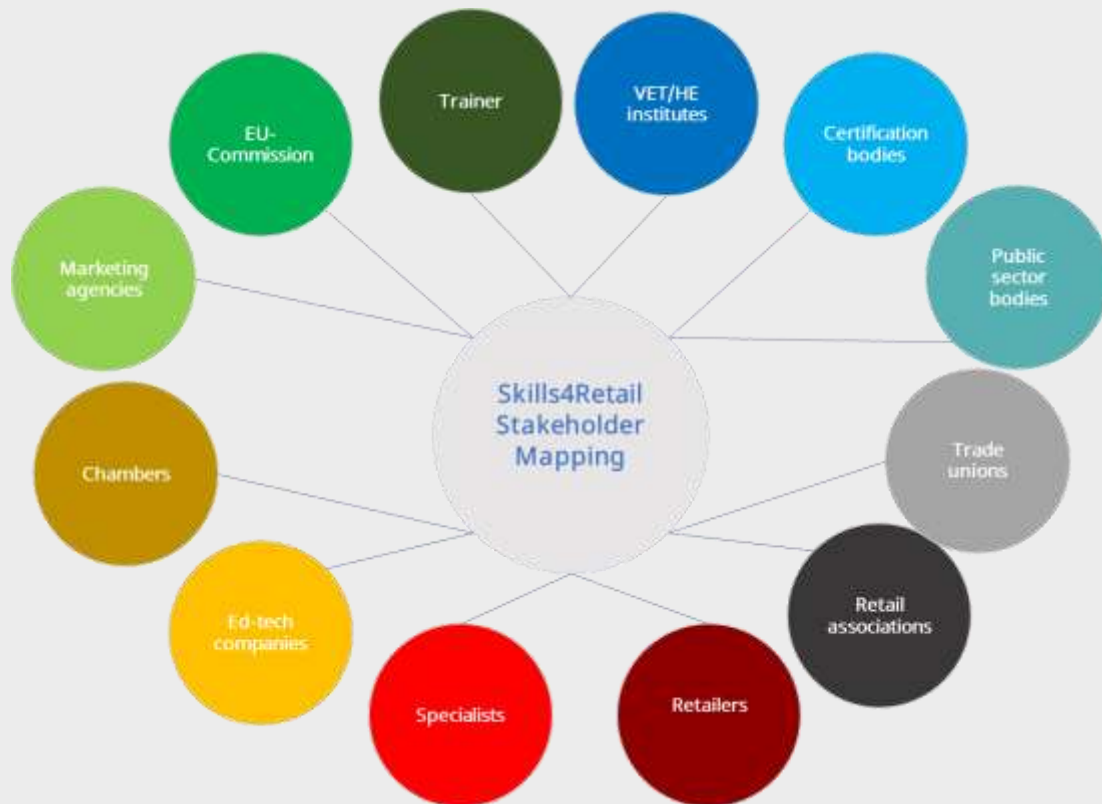 Trainer
VET/HE
institutes
EU-
Commission
Certification
bodies
Marketing
agencies
Public
sector
bodies
Skills4Retail
Stakeholder
Mapping
Chambers
Trade
unions
Ed-tech
companies
Retail
associations
Specialists
Retailers